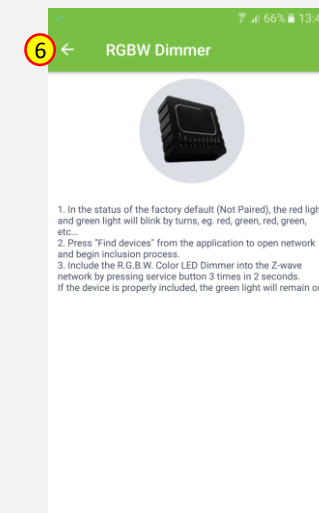 66% 13:4
6
RGBW Dimmer
1. In the status of the factory default (Not Paired), the red ligh
and green light will blink by turns, eg. red, green, red, green,
etc...
2. Press "Find devices" from the application to open network
and begin inclusion process.
3. Include the R.G.B.W. Color LED Dimmer into the Z-wave
network by pressing service button 3 times in 2 seconds.
If the device is properly included, the green light will remain o